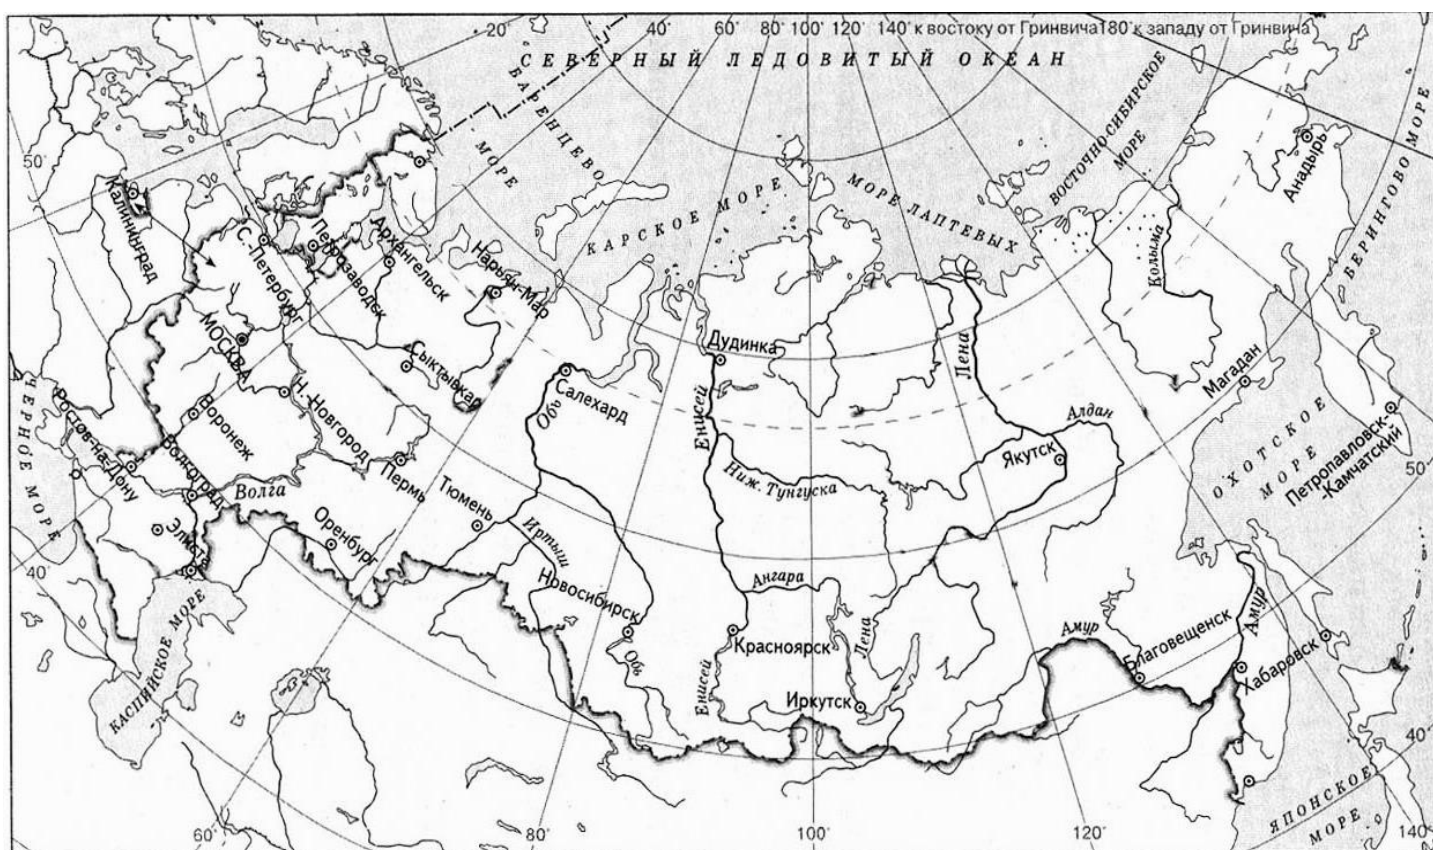 20°
40°
60°
80°
100°
120°
140° к востоку от Гринвича
180° к западу от Гринвича
СЕВЕРНЫЙ ЛЕДОВИТЫЙ ОКЕАН
БАРЕНЦЕВО
МОРЕ
КАРСКОЕ МОРЕ
МОРЕ ЛАПТЕВЫХ
ВОСТОЧНО-СИБИРСКОЕ
МОРЕ
БЕРИНГОВО МОРЕ
50°
Калининград
С.-Петербург
Петрозаводск
Архангельск
Нарьян-Мар
Анадырь
Колыма
МОСКВА
Сыктывкар
Дудинка
Лена
Салехард
Обь
Енисей
Магадан
Алдан
ЧЕРНОЕ МОРЕ
Ростов-на-Дону
Воронеж
Н. Новгород
Волгоград
Пермь
Волга
Тюмень
Ниж. Тунгуска
Якутск
ОХОТСКОЕ
МОРЕ
Петропавловск-
-Камчатский
50°
Элиста
Оренбург
Иртыш
40°
Новосибирск
Ангара
Красноярск
Лена
Обь
Енисей
Иркутск
Амур
Благовещенск
Амур
Хабаровск
КАСПИЙСКОЕ МОРЕ
40°
ЯПОНСКОЕ
МОРЕ
60°
80°
100°
120°
140°